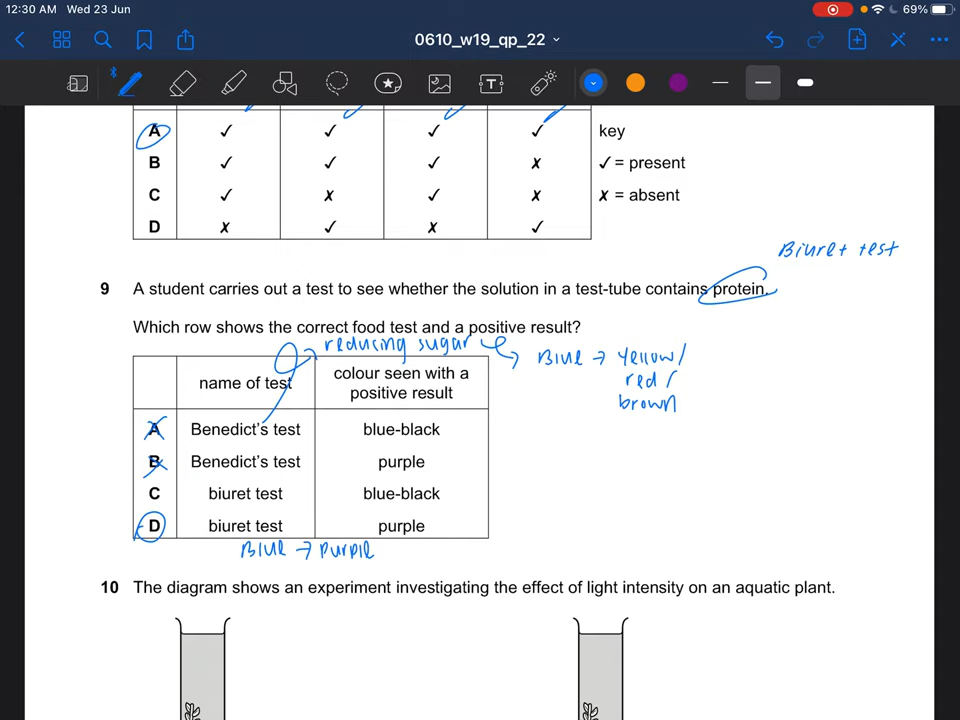 12:30 AM Wed 23 Jun
69%
0610_w19_qp_22
A ✓ ✓ ✓ ✓ key
B ✓ ✓ ✓ ✗ ✓ = present
C ✓ ✗ ✓ ✗ ✗ = absent
D ✗ ✓ ✗ ✓
Biuret test
9 A student carries out a test to see whether the solution in a test-tube contains protein.
Which row shows the correct food test and a positive result?
reducing sugar
Blue → Yellow/
red/
brown
name of test
colour seen with a
positive result
A Benedict's test blue-black
B Benedict's test purple
C biuret test blue-black
D biuret test purple
Blue → Purple
10 The diagram shows an experiment investigating the effect of light intensity on an aquatic plant.